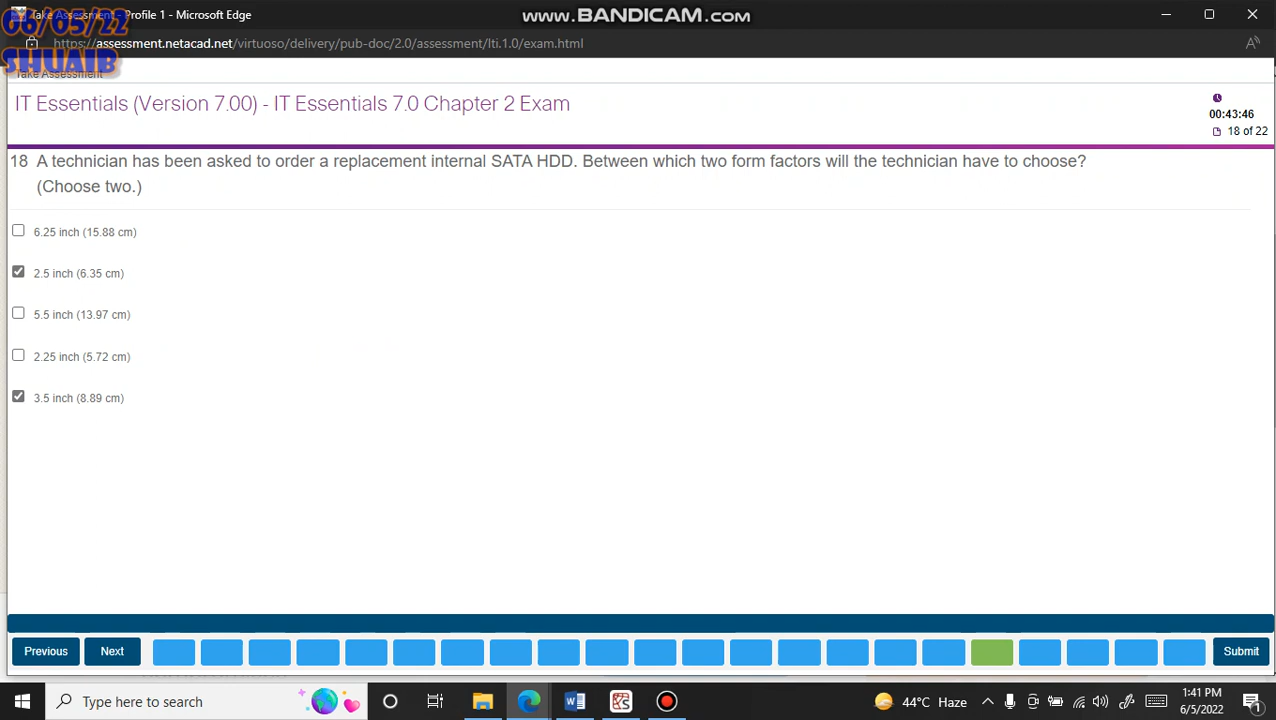 Take Assessment - Profile 1 - Microsoft Edge
www.BANDICAM.com
06/05/22
https://assessment.netacad.net/virtuoso/delivery/pub-doc/2.0/assessment/lti.1.0/exam.html
SHUAIB
Take Assessment
IT Essentials (Version 7.00) - IT Essentials 7.0 Chapter 2 Exam
00:43:46
18 of 22
18 A technician has been asked to order a replacement internal SATA HDD. Between which two form factors will the technician have to choose?
(Choose two.)
6.25 inch (15.88 cm)
2.5 inch (6.35 cm)
5.5 inch (13.97 cm)
2.25 inch (5.72 cm)
3.5 inch (8.89 cm)
Previous Next Submit
Type here to search
44°C Haze
1:41 PM
6/5/2022
1